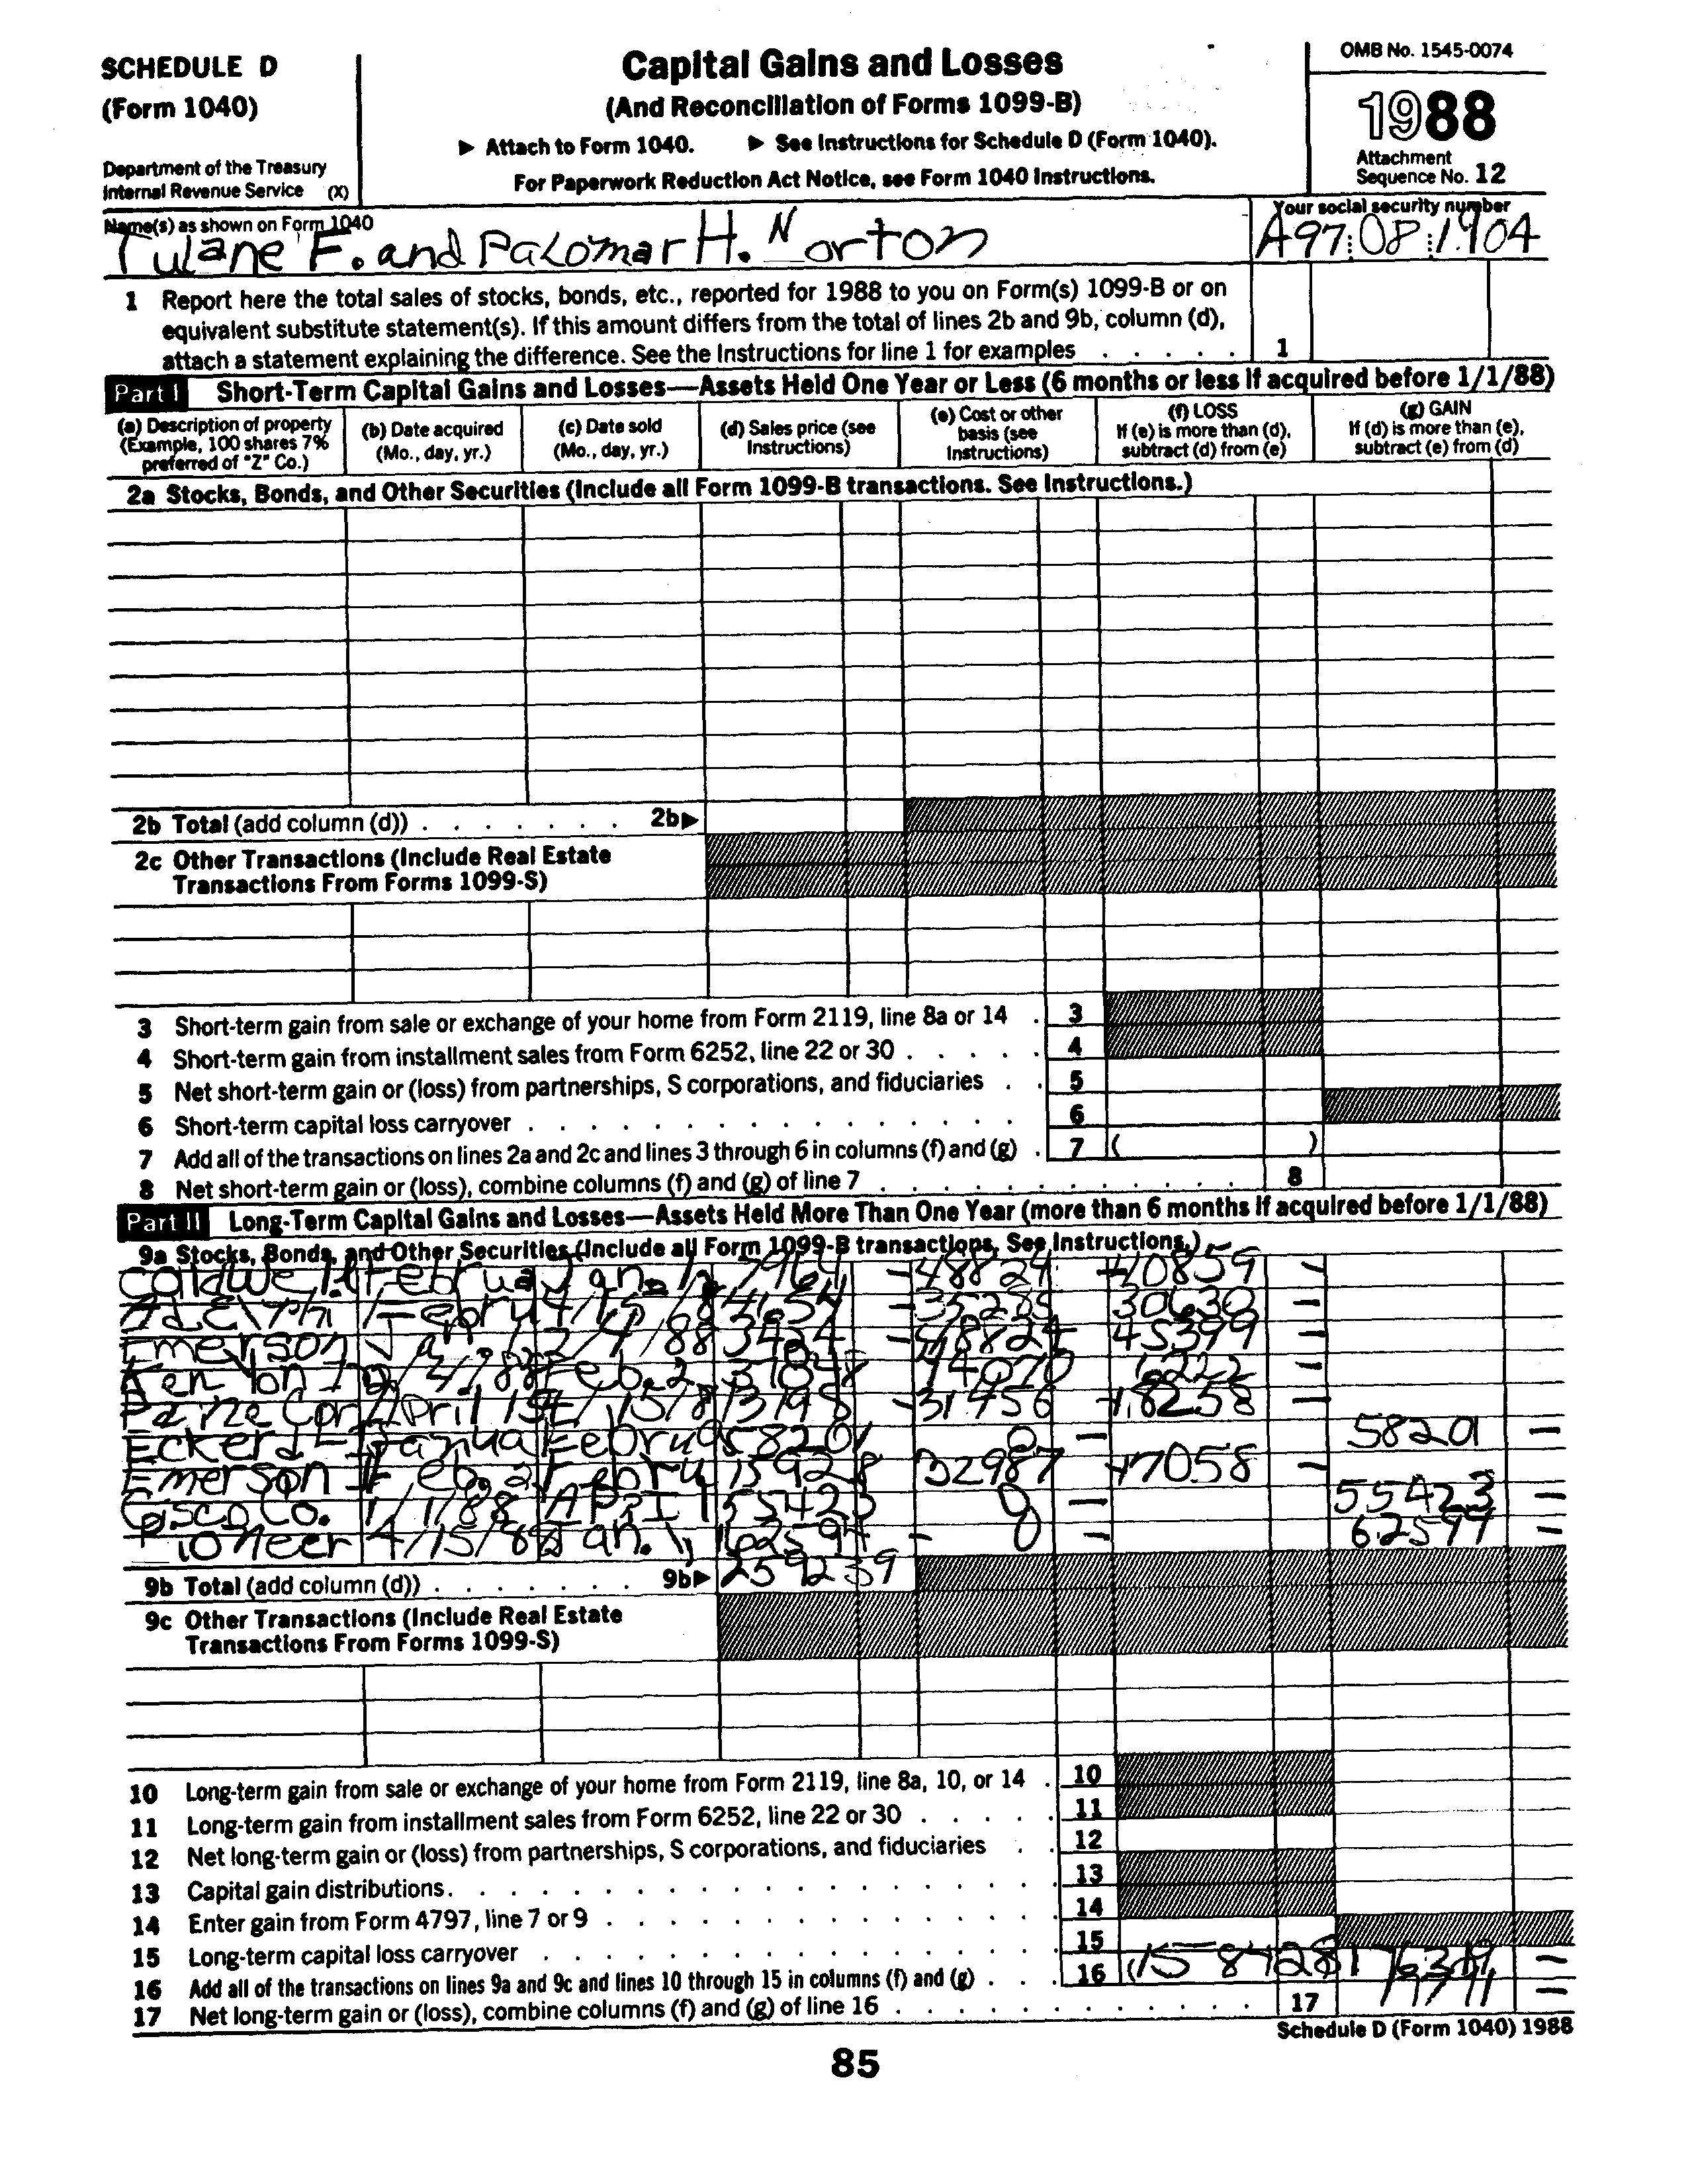 SCHEDULE D
(Form 1040)
Department of the Treasury
Internal Revenue Service (X)
Capital Gains and Losses
(And Reconciliation of Forms 1099-B)
▶ Attach to Form 1040. ▶ See Instructions for Schedule D (Form 1040).
For Paperwork Reduction Act Notice, see Form 1040 Instructions.
OMB No. 1545-0074
1988
Attachment
Sequence No. 12
Name(s) as shown on Form 1040
Tulane F. and Palomar H. Norton
Your social security number
A97:08:1904
1 Report here the total sales of stocks, bonds, etc., reported for 1988 to you on Form(s) 1099-B or on
equivalent substitute statement(s). If this amount differs from the total of lines 2b and 9b, column (d),
attach a statement explaining the difference. See the Instructions for line 1 for examples . . . . . 1
Part I Short-Term Capital Gains and Losses—Assets Held One Year or Less (6 months or less if acquired before 1/1/88)
(a) Description of property
(Example, 100 shares 7%
preferred of "Z" Co.)
(b) Date acquired
(Mo., day, yr.)
(c) Date sold
(Mo., day, yr.)
(d) Sales price (see
Instructions)
(e) Cost or other
basis (see
Instructions)
(f) LOSS
If (e) is more than (d),
subtract (d) from (e)
(g) GAIN
If (d) is more than (e),
subtract (e) from (d)
2a Stocks, Bonds, and Other Securities (Include all Form 1099-B transactions. See Instructions.)
2b Total (add column (d)) . . . . . . . 2b▶
2c Other Transactions (Include Real Estate
Transactions From Forms 1099-S)
3 Short-term gain from sale or exchange of your home from Form 2119, line 8a or 14 . 3
4 Short-term gain from installment sales from Form 6252, line 22 or 30 . . . . . 4
5 Net short-term gain or (loss) from partnerships, S corporations, and fiduciaries . . 5
6 Short-term capital loss carryover . . . . . . . . . . . . . . . . 6
7 Add all of the transactions on lines 2a and 2c and lines 3 through 6 in columns (f) and (g) . 7 ( )
8 Net short-term gain or (loss), combine columns (f) and (g) of line 7 . . . . . . . . . . . . . 8
Part II Long-Term Capital Gains and Losses—Assets Held More Than One Year (more than 6 months if acquired before 1/1/88)
9a Stocks, Bonds, and Other Securities (Include all Form 1099-B transactions. See Instructions.)
Februa Jan. 7964 - 48824 40859 -
Febru 4/15/8 4654 - 35285 30630 -
Emerson Jan 2/4/88 3424 - 48824 45399 -
Kenyon 2/4/88 Feb. 2 14070 6222 -
Paine Cor April 15 4/15/8 13198 - 31456 18258 -
Eckerd Janua Februa 58201 0 - 58201 -
Emerson Feb. 2 Febru 15928 32987 17058 -
Cisco Co. 1/1/88 APRIl 55423 0 - 55423 -
Pioneer 4/15/88 Jan. 62594 - 0 -
9b Total (add column (d)) . . . . . . . 9b▶ 259239
9c Other Transactions (Include Real Estate
Transactions From Forms 1099-S)
10 Long-term gain from sale or exchange of your home from Form 2119, line 8a, 10, or 14 . 10
11 Long-term gain from installment sales from Form 6252, line 22 or 30 . . . . . 11
12 Net long-term gain or (loss) from partnerships, S corporations, and fiduciaries . . 12
13 Capital gain distributions . . . . . . . . . . . . . . . . . . . 13
14 Enter gain from Form 4797, line 7 or 9 . . . . . . . . . . . . . . 14
15 Long-term capital loss carryover . . . . . . . . . . . . . . . . 15
16 Add all of the transactions on lines 9a and 9c and lines 10 through 15 in columns (f) and (g) . . . 16 (158428 -
17 Net long-term gain or (loss), combine columns (f) and (g) of line 16 . . . . . . . . . . . . . 17 -
Schedule D (Form 1040) 1988
85